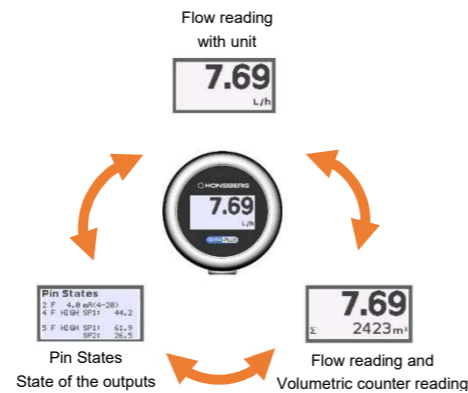 Flow reading
with unit
7.69
L/h
HONSBERG
7.69
L/h
Pin States
2 F 4.0 mA(4-20)
4 F HIGH SP1: 44.2
5 F HIGH SP1: 61.9
SP2: 26.5
7.69
Σ 2423 m³
Pin States
State of the outputs
Flow reading and
Volumetric counter reading